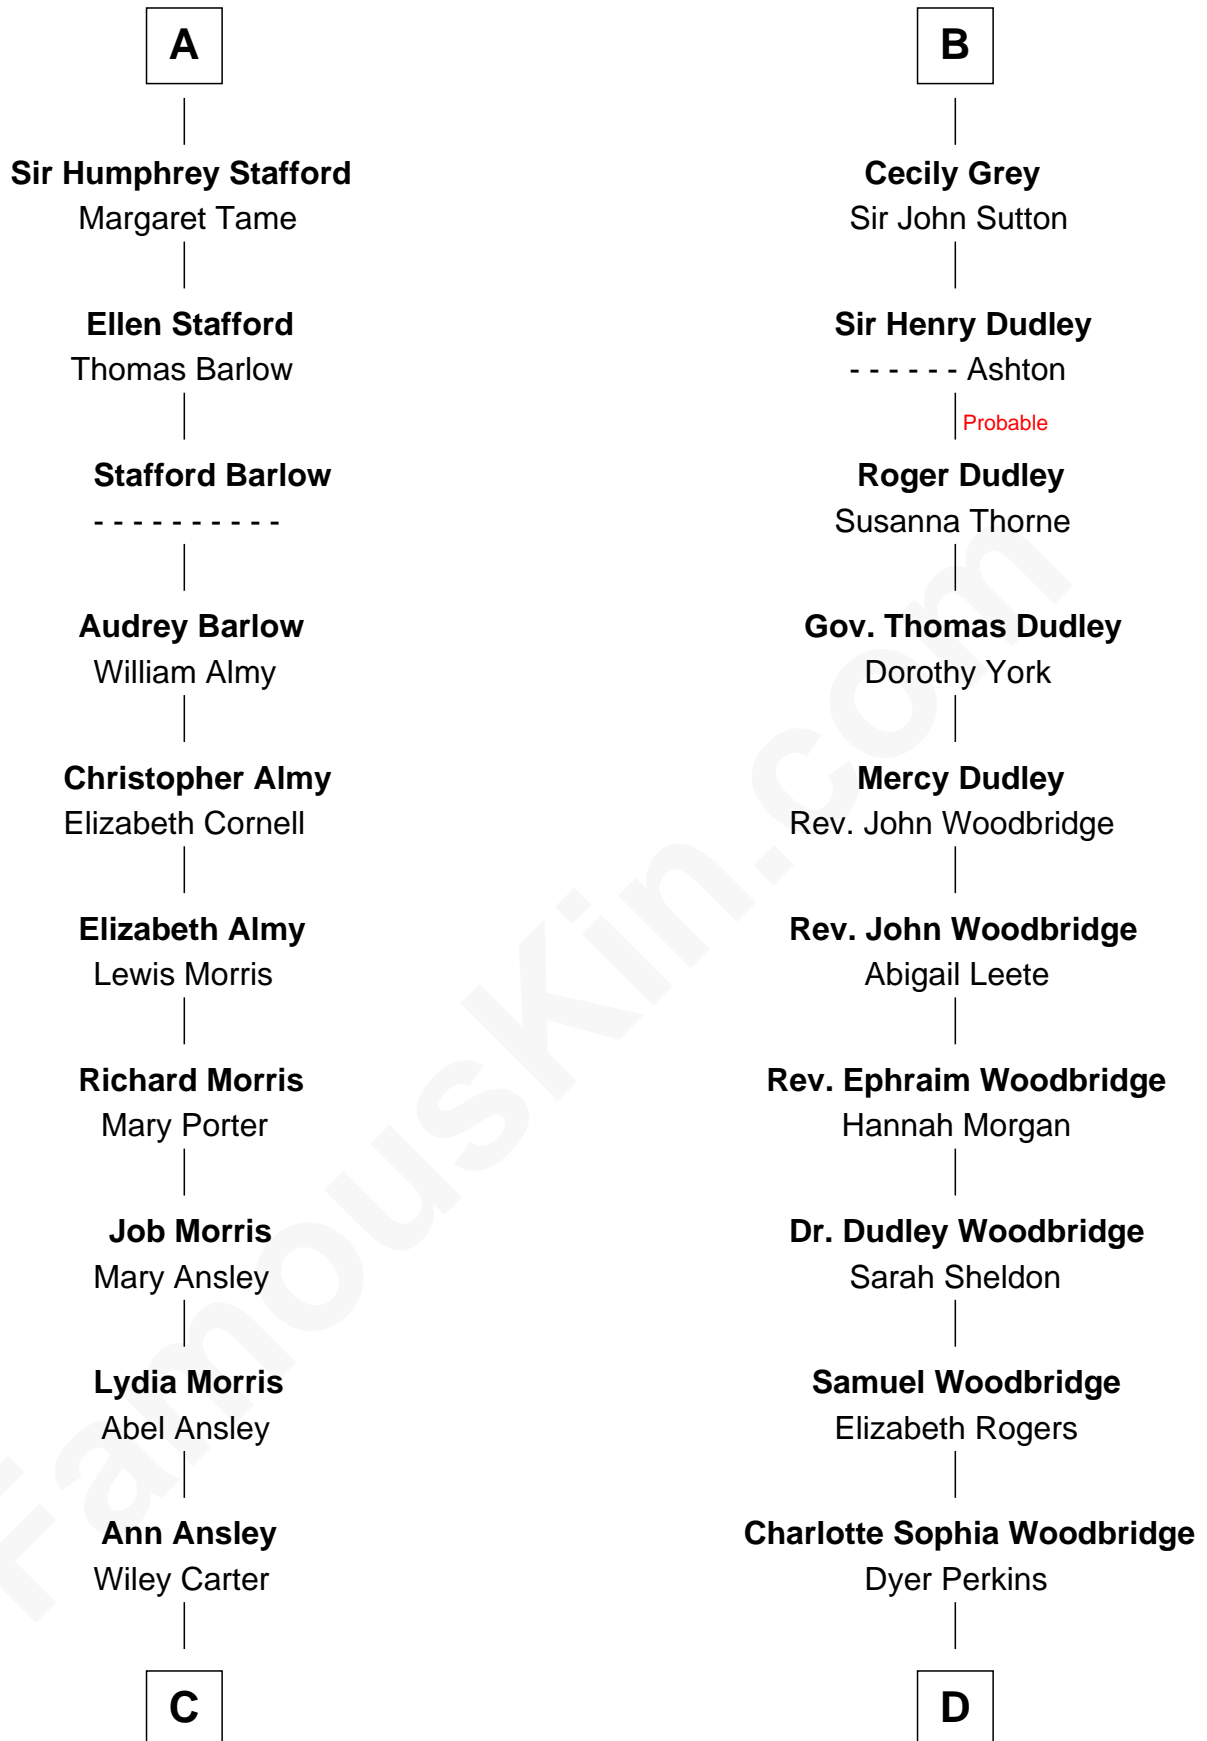 A
Sir Humphrey Stafford
Margaret Tame
Ellen Stafford
Thomas Barlow
Stafford Barlow
- - - - - - - - - -
Audrey Barlow
William Almy
Christopher Almy
Elizabeth Cornell
Elizabeth Almy
Lewis Morris
Richard Morris
Mary Porter
Job Morris
Mary Ansley
Lydia Morris
Abel Ansley
Ann Ansley
Wiley Carter
C
B
Cecily Grey
Sir John Sutton
Sir Henry Dudley
- - - - - - Ashton
Probable
Roger Dudley
Susanna Thorne
Gov. Thomas Dudley
Dorothy York
Mercy Dudley
Rev. John Woodbridge
Rev. John Woodbridge
Abigail Leete
Rev. Ephraim Woodbridge
Hannah Morgan
Dr. Dudley Woodbridge
Sarah Sheldon
Samuel Woodbridge
Elizabeth Rogers
Charlotte Sophia Woodbridge
Dyer Perkins
D
FamousKin.com